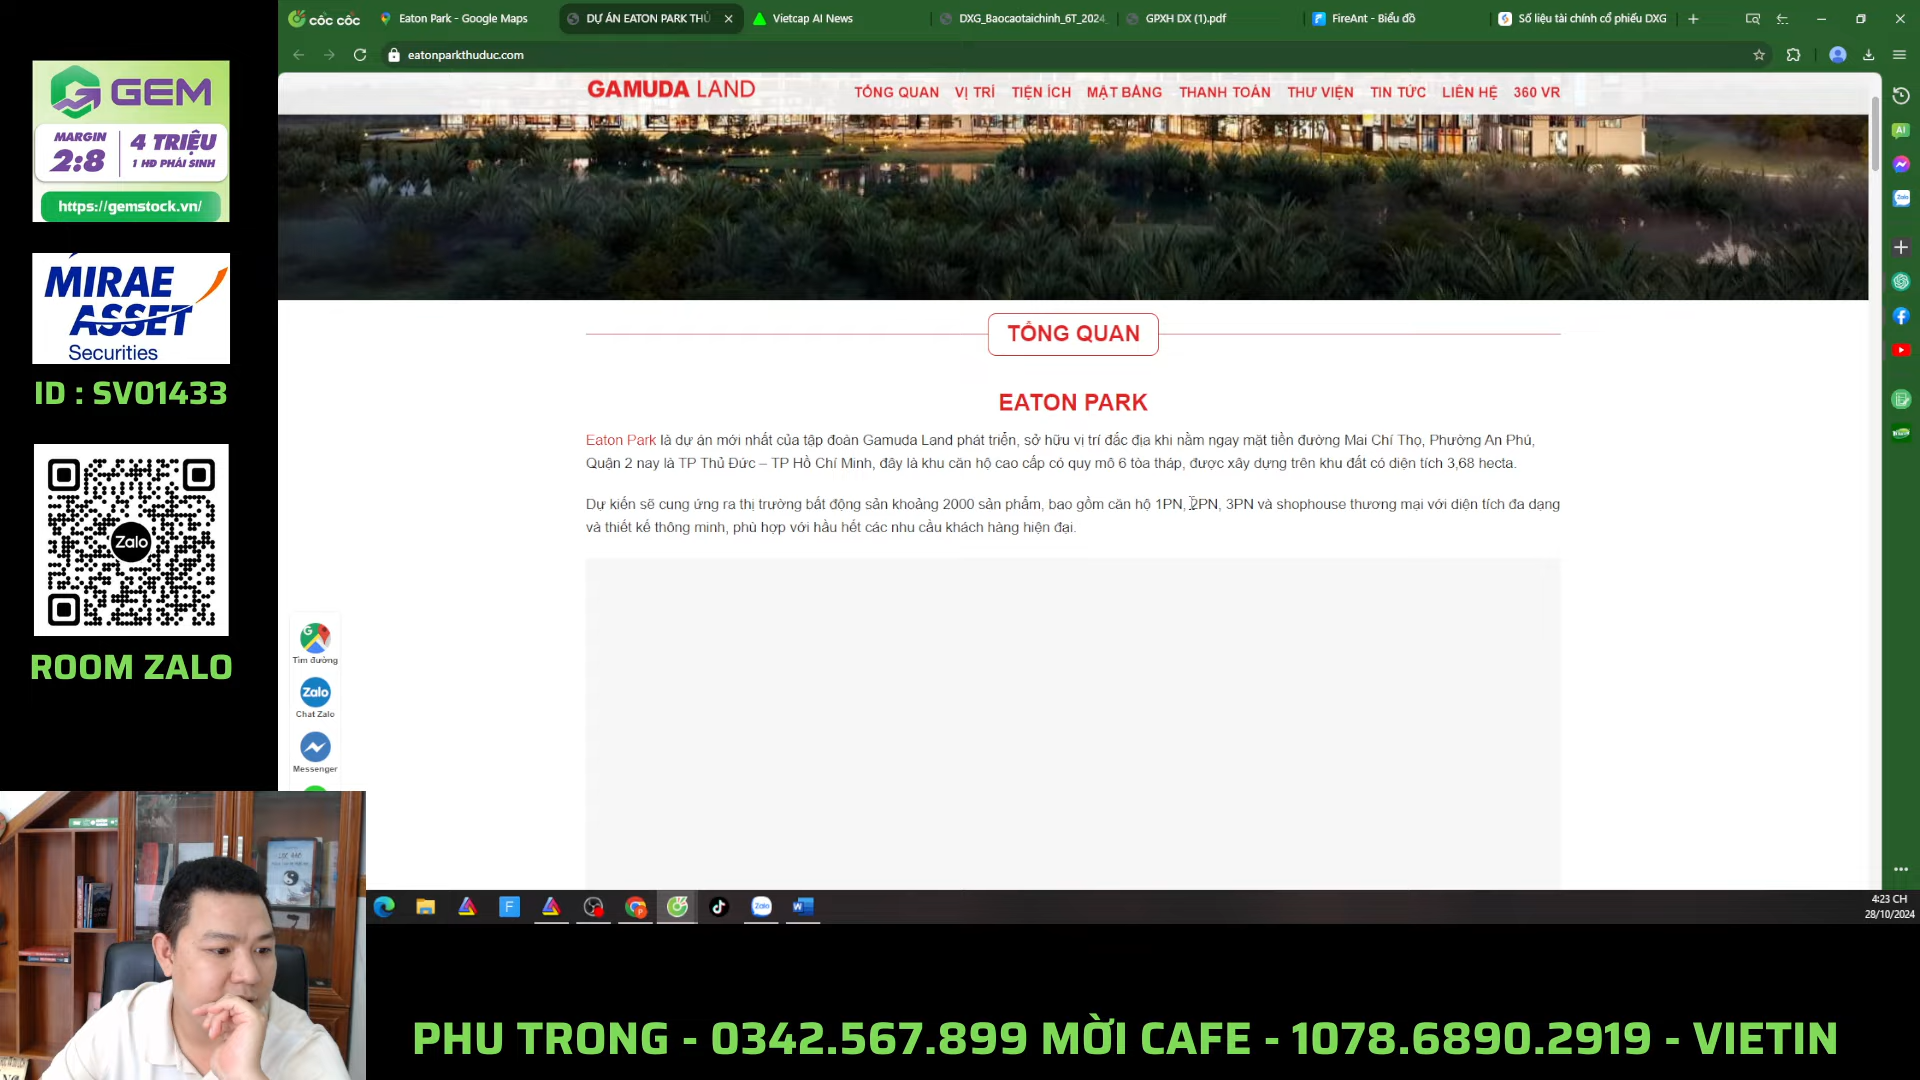 GEM
MARGIN
2:8
4 TRIỆU
1 HĐ PHÁI SINH
https://gemstock.vn/
MIRAE
ASSET
Securities
ID : SV01433
Zalo
ROOM ZALO
cốc cốc
Eaton Park - Google Maps
DỰ ÁN EATON PARK THỦ
Vietcap AI News
DXG_Baocaotaichinh_6T_2024
GPXH DX (1).pdf
FireAnt - Biểu đồ
Số liệu tài chính cổ phiếu DXG
eatonparkthuduc.com
GAMUDA LAND
TỔNG QUAN
VỊ TRÍ
TIỆN ÍCH
MẶT BẰNG
THANH TOÁN
THƯ VIỆN
TIN TỨC
LIÊN HỆ
360 VR
TỔNG QUAN
EATON PARK
Eaton Park là dự án mới nhất của tập đoàn Gamuda Land phát triển, sở hữu vị trí đắc địa khi nằm ngay mặt tiền đường Mai Chí Thọ, Phường An Phú,
Quận 2 nay là TP Thủ Đức – TP Hồ Chí Minh, đây là khu căn hộ cao cấp có quy mô 6 tòa tháp, được xây dựng trên khu đất có diện tích 3,68 hecta.
Dự kiến sẽ cung ứng ra thị trường bất động sản khoảng 2000 sản phẩm, bao gồm căn hộ 1PN, 2PN, 3PN và shophouse thương mại với diện tích đa dạng
và thiết kế thông minh, phù hợp với hầu hết các nhu cầu khách hàng hiện đại.
Tìm đường
Zalo
Chat Zalo
Messenger
4:23 CH
28/10/2024
PHU TRONG - 0342.567.899 MỜI CAFE - 1078.6890.2919 - VIETIN